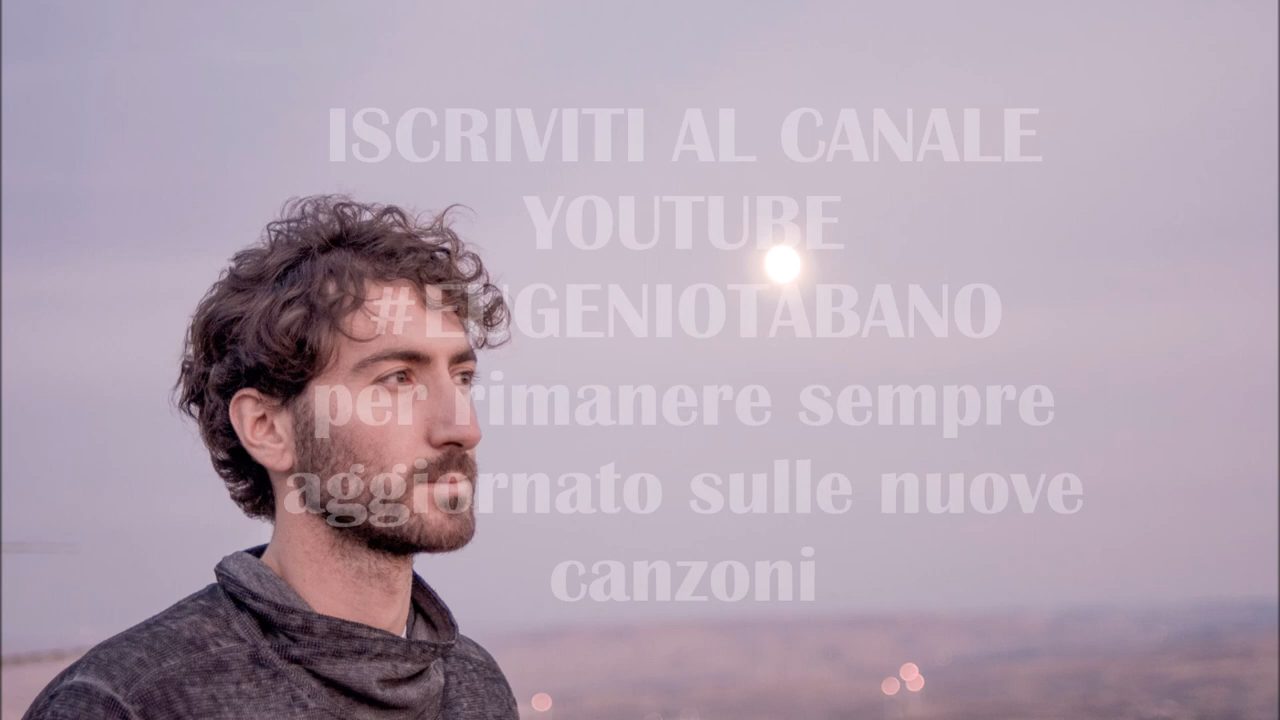 ISCRIVITI AL CANALE
YOUTUBE
#EUGENIOTABANO
per rimanere sempre
aggiornato sulle nuove
canzoni